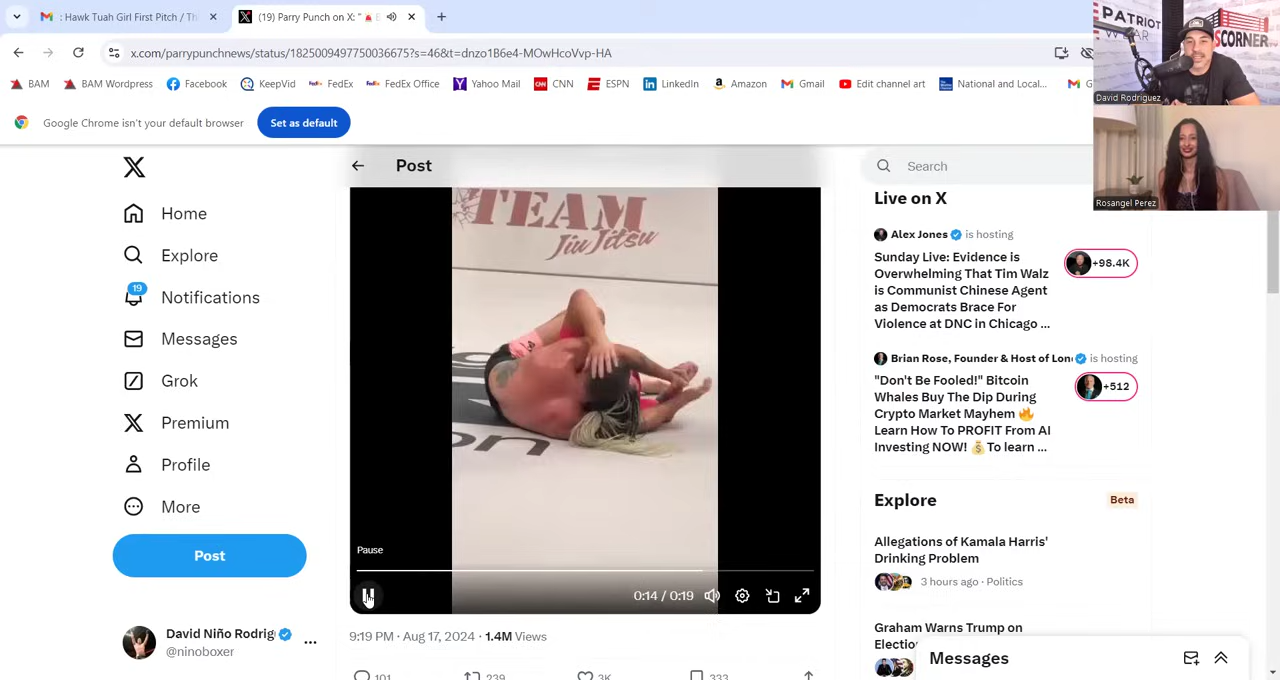 : Hawk Tuah Girl First Pitch / Th
(19) Parry Punch on X: "
x.com/parrypunchnews/status/1825009497750036675?s=46&t=
BAM
BAM Wordpress
Facebook
KeepVid
FedEx
FedEx Office
Yahoo Mail
CNN
ESPN
LinkedIn
Amazon
Gmail
Edit channel art
National and Local...
Google Chrome isn't your default browser
Set as default
PATRIOT
SCORNER
David Rodriguez
Rosangel Perez
Home
Explore
19
Notifications
Messages
Grok
Premium
Profile
More
Post
David Niño Rodrig
@ninoboxer
Post
TEAM
Jiu Jitsu
on
Pause
0:14 / 0:19
9:19 PM · Aug 17, 2024 · 1.4M Views
101
239
3K
333
Search
Live on X
Alex Jones is hosting
Sunday Live: Evidence is
Overwhelming That Tim Walz
is Communist Chinese Agent
as Democrats Brace For
Violence at DNC in Chicago ...
+98.4K
Brian Rose, Founder & Host of Lon is hosting
"Don't Be Fooled!" Bitcoin
Whales Buy The Dip During
Crypto Market Mayhem 🔥
Learn How To PROFIT From AI
Investing NOW! 💰To learn ...
+512
Explore
Beta
Allegations of Kamala Harris'
Drinking Problem
3 hours ago · Politics
Graham Warns Trump on
Messages